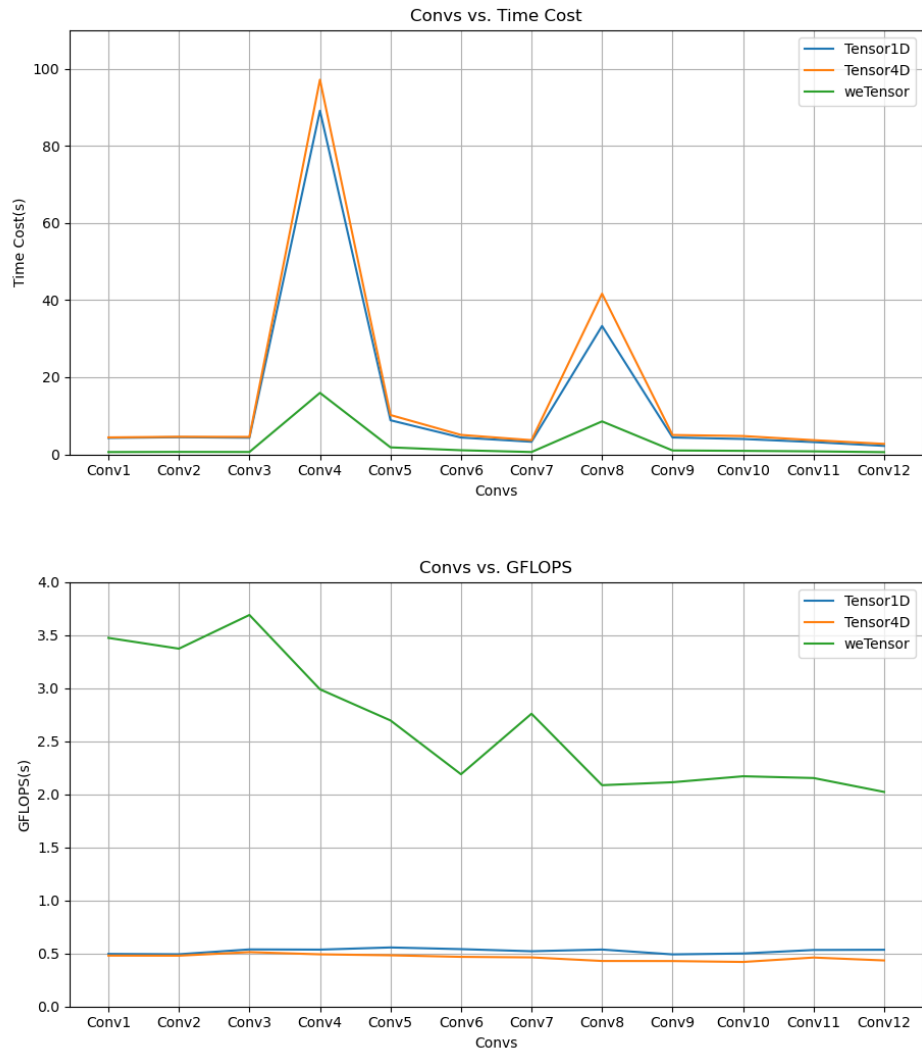 Convs vs. Time Cost
Tensor1D
Tensor4D
weTensor
100
80
60
40
20
0
Time Cost(s)
Conv1 Conv2 Conv3 Conv4 Conv5 Conv6 Conv7 Conv8 Conv9 Conv10 Conv11 Conv12
Convs
Convs vs. GFLOPS
Tensor1D
Tensor4D
weTensor
4.0
3.5
3.0
2.5
2.0
1.5
1.0
0.5
0.0
GFLOPS(s)
Conv1 Conv2 Conv3 Conv4 Conv5 Conv6 Conv7 Conv8 Conv9 Conv10 Conv11 Conv12
Convs